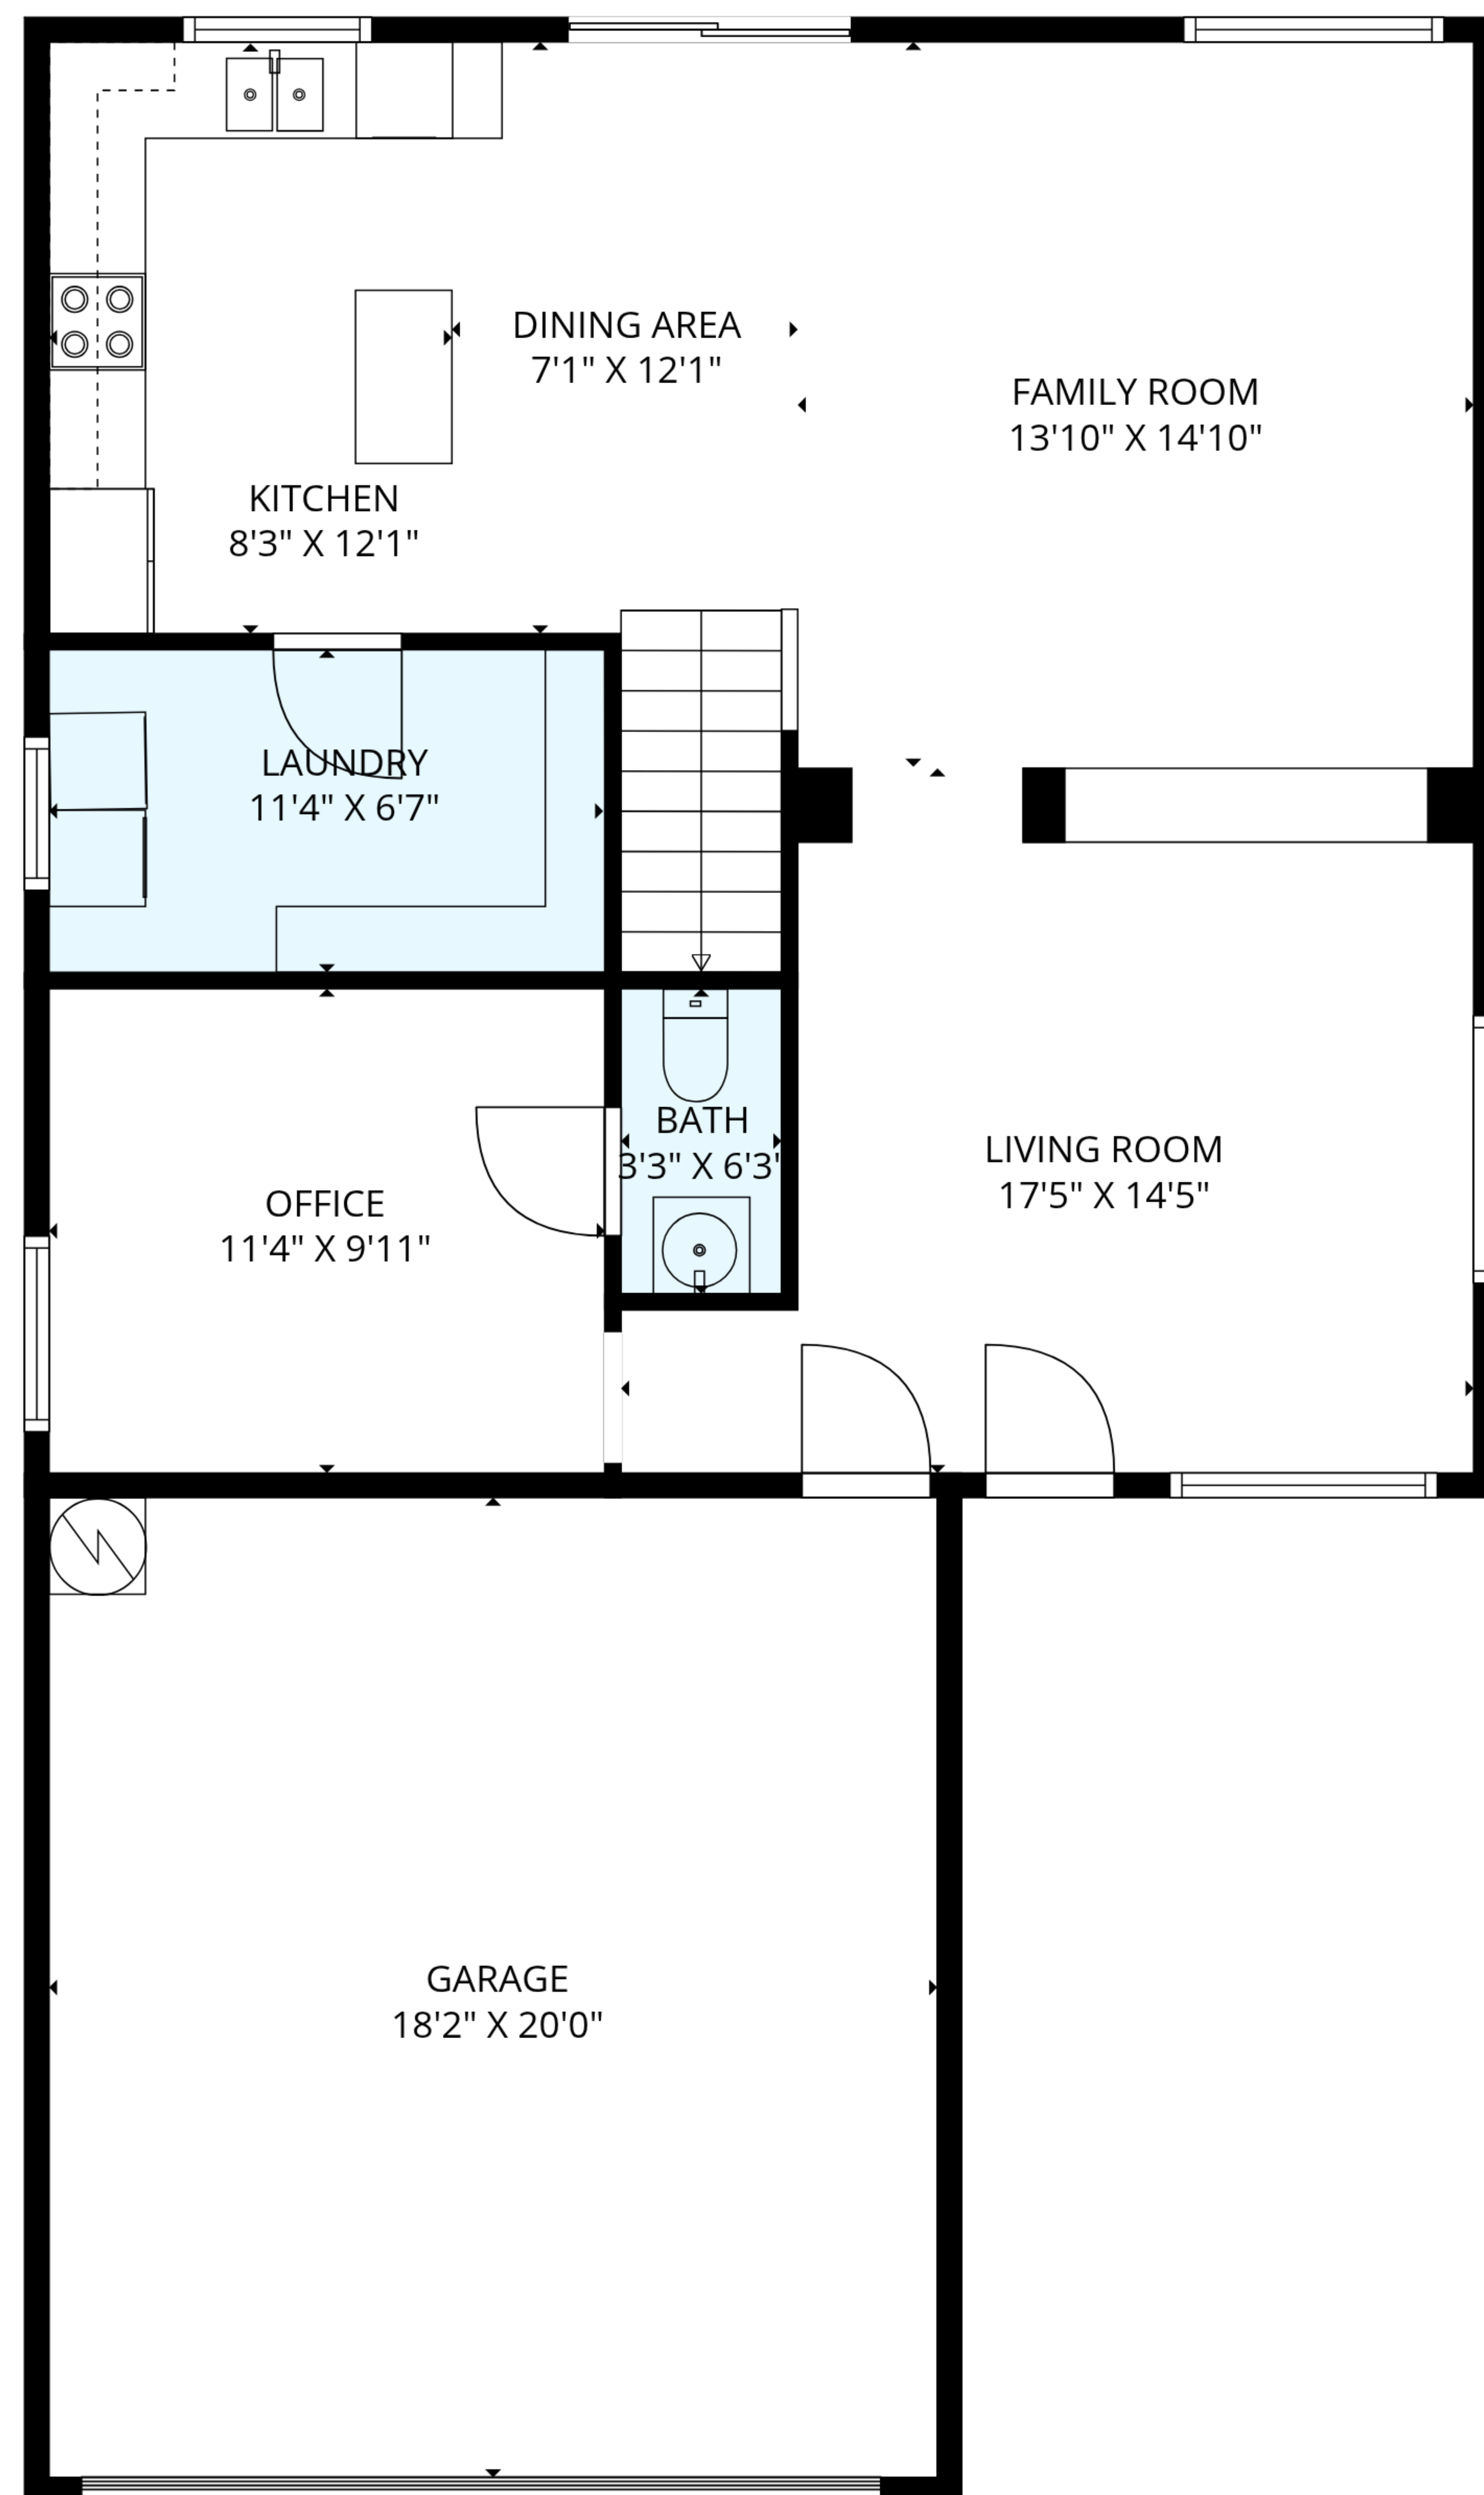 DINING AREA
7'1" X 12'1"
FAMILY ROOM
13'10" X 14'10"
KITCHEN
8'3" X 12'1"
LAUNDRY
11'4" X 6'7"
BATH
3'3" X 6'3"
LIVING ROOM
17'5" X 14'5"
OFFICE
11'4" X 9'11"
GARAGE
18'2" X 20'0"